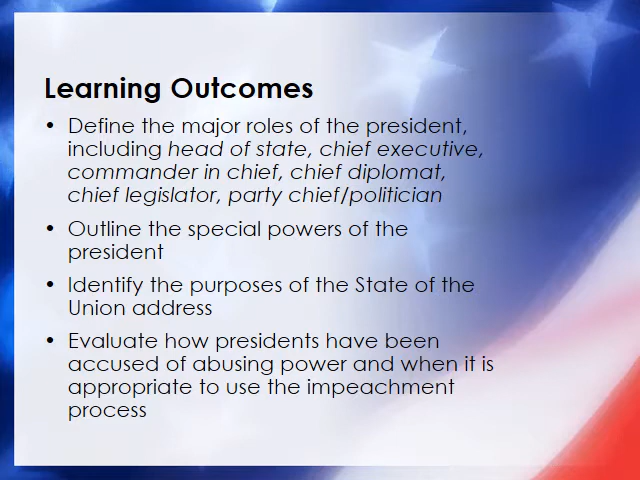 Learning Outcomes
• Define the major roles of the president,
including head of state, chief executive,
commander in chief, chief diplomat,
chief legislator, party chief/politician
• Outline the special powers of the
president
• Identify the purposes of the State of the
Union address
• Evaluate how presidents have been
accused of abusing power and when it is
appropriate to use the impeachment
process